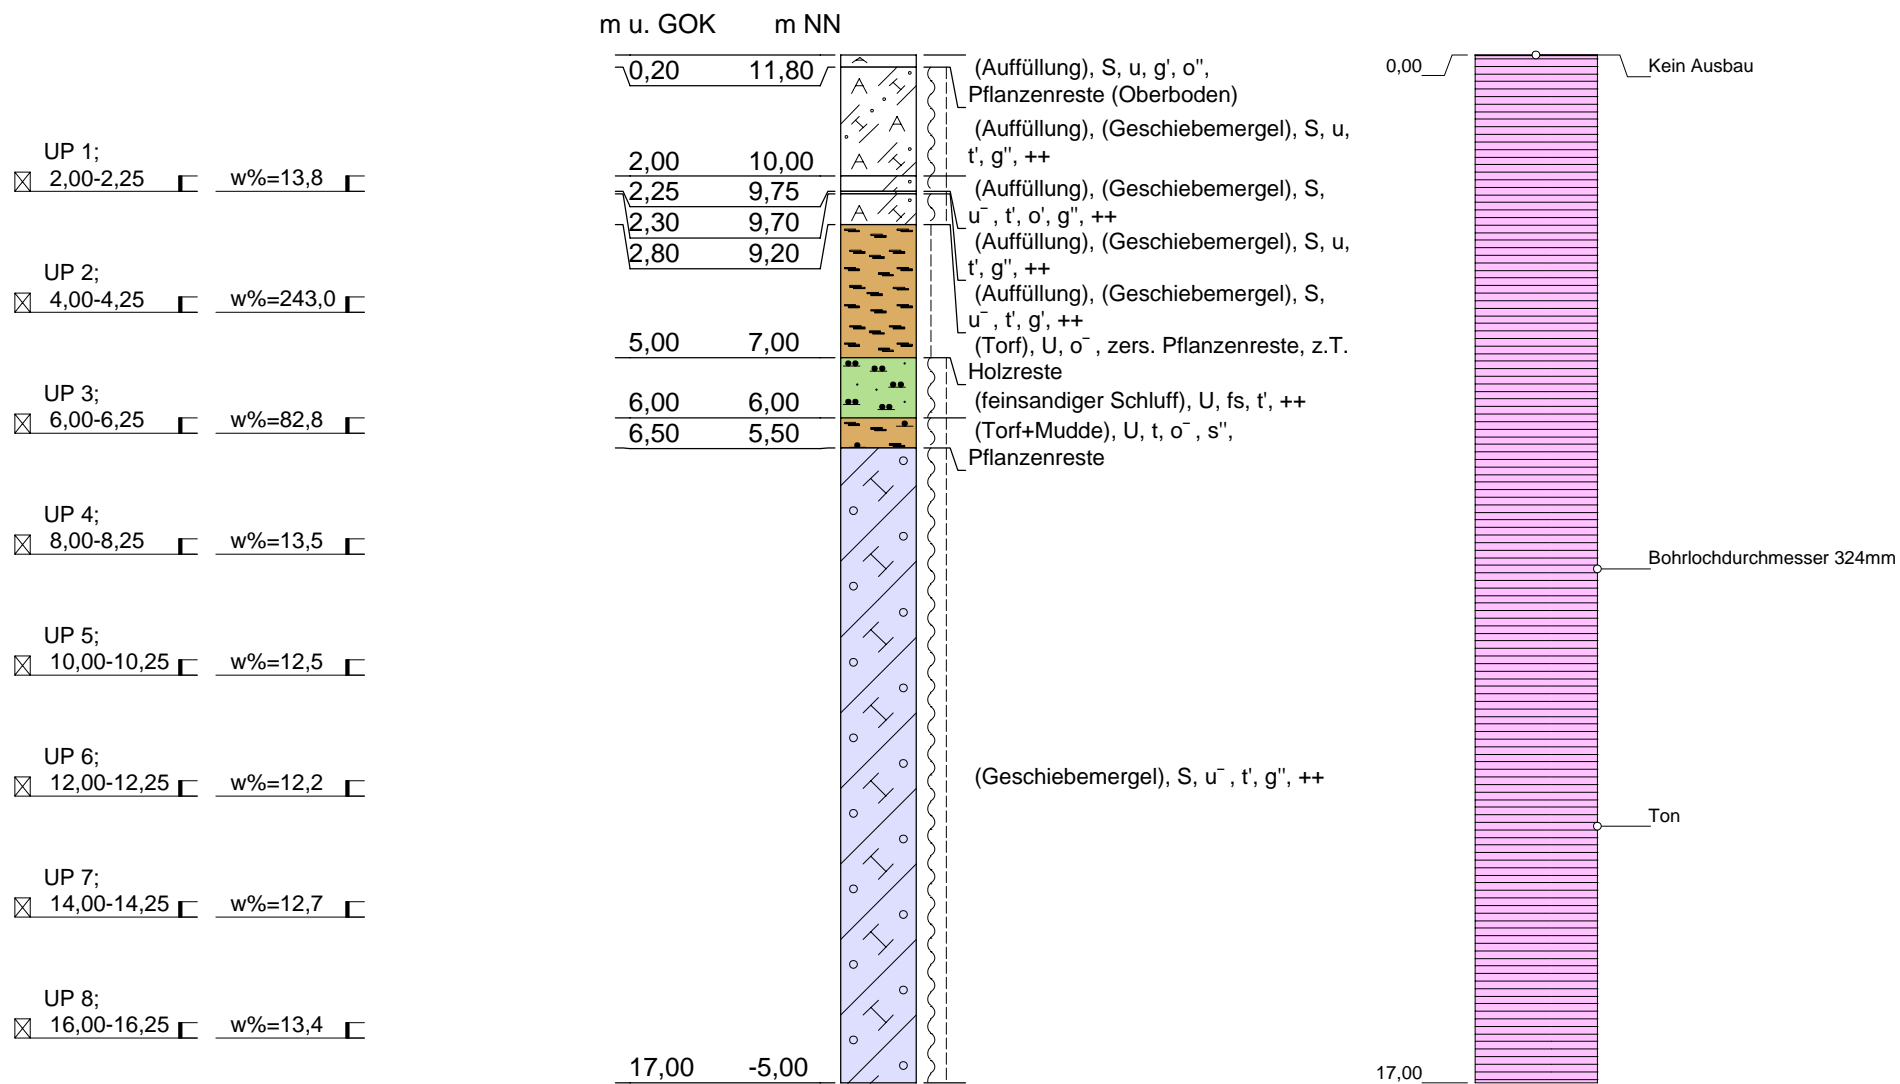 m u. GOK m NN
UP 1;
2,00-2,25 w%=13,8
UP 2;
4,00-4,25 w%=243,0
UP 3;
6,00-6,25 w%=82,8
UP 4;
8,00-8,25 w%=13,5
UP 5;
10,00-10,25 w%=12,5
UP 6;
12,00-12,25 w%=12,2
UP 7;
14,00-14,25 w%=12,7
UP 8;
16,00-16,25 w%=13,4
0,20 11,80
2,00 10,00
2,25 9,75
2,30 9,70
2,80 9,20
5,00 7,00
6,00 6,00
6,50 5,50
17,00 -5,00
A
A
A
A
A
(Auffüllung), S, u, g', o'',
Pflanzenreste (Oberboden)
(Auffüllung), (Geschiebemergel), S, u,
t', g'', ++
(Auffüllung), (Geschiebemergel), S,
u¯ , t', o', g'', ++
(Auffüllung), (Geschiebemergel), S, u,
t', g'', ++
(Auffüllung), (Geschiebemergel), S,
u¯ , t', g', ++
(Torf), U, o¯ , zers. Pflanzenreste, z.T.
Holzreste
(feinsandiger Schluff), U, fs, t', ++
(Torf+Mudde), U, t, o¯ , s'',
Pflanzenreste
(Geschiebemergel), S, u¯ , t', g'', ++
0,00
Kein Ausbau
Bohrlochdurchmesser 324mm
Ton
17,00